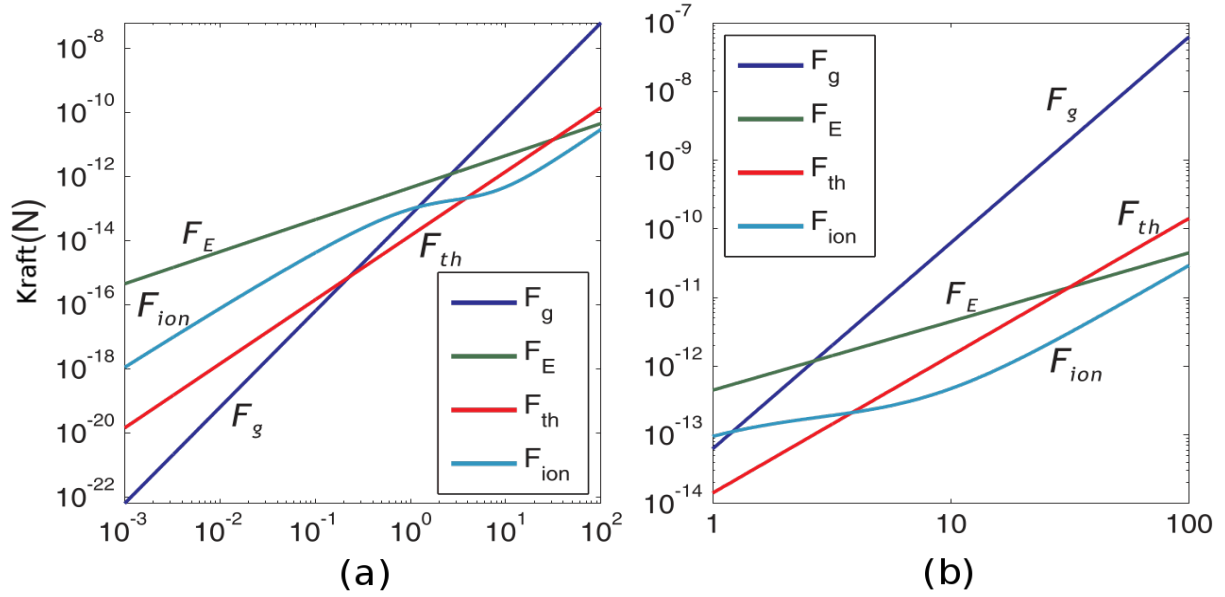 Kraft(N)
10^-8
10^-10
10^-12
10^-14
10^-16
10^-18
10^-20
10^-22
10^-3
10^-2
10^-1
10^0
10^1
10^2
F_E
F_ion
F_th
F_g
F_g
F_E
F_th
F_ion
(a)
10^-7
10^-8
10^-9
10^-10
10^-11
10^-12
10^-13
10^-14
1
10
100
F_g
F_E
F_th
F_ion
F_g
F_th
F_E
F_ion
(b)